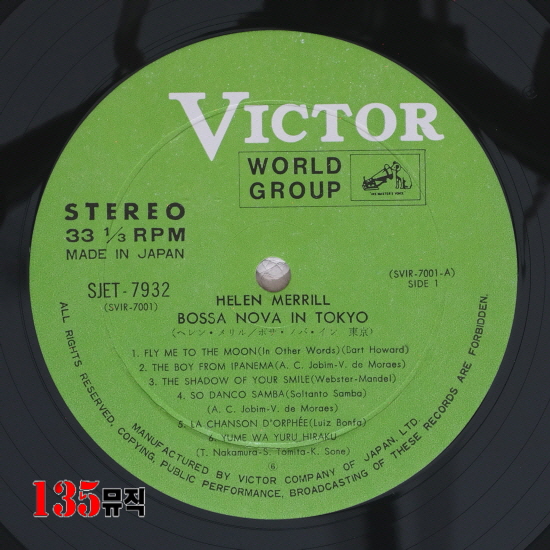 VICTOR
WORLD
GROUP
"HIS MASTER'S VOICE"
STEREO
33 1/3 RPM
MADE IN JAPAN
SJET-7932
(SVIR-7001)
(SVIR-7001-A)
SIDE 1
HELEN MERRILL
BOSSA NOVA IN TOKYO
(ヘレン・メリル/ボサ・ノバ・イン 東京)
1. FLY ME TO THE MOON(In Other Words)(Bart Howard)
2. THE BOY FROM IPANEMA(A. C. Jobim-V. de Moraes)
3. THE SHADOW OF YOUR SMILE(Webster-Mandel)
4. SO DANCO SAMBA(Soltanto Samba)
(A. C. Jobim-V. de Moraes)
5. LA CHANSON D'ORPHÉE(Luiz Bonfa)
6. YUME WA YURU HIRAKU
(T. Nakamura-S. Tomita-K. Sone)
⑥
ALL RIGHTS RESERVED. COPYING, PUBLIC PERFORMANCE, BROADCASTING OF THESE RECORDS ARE FORBIDDEN.
MANUFACTURED BY VICTOR COMPANY OF JAPAN, LTD
135뮤직